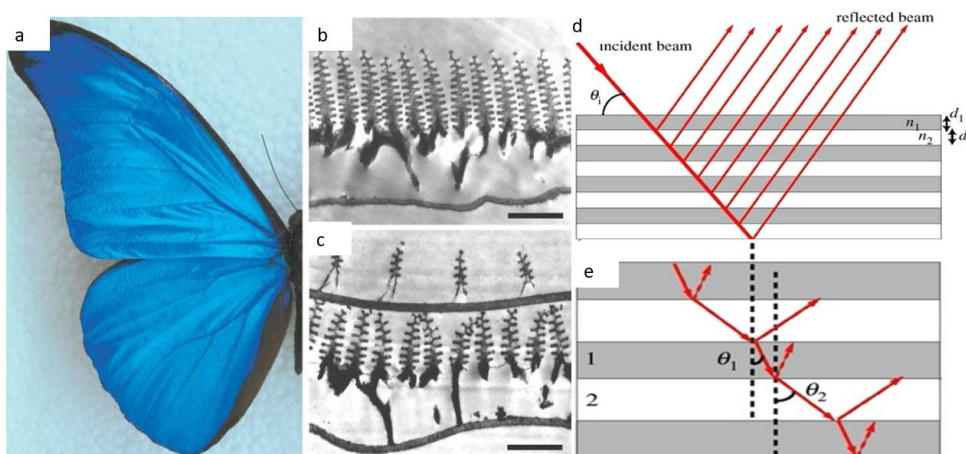 a
b
c
d
incident beam
reflected beam
θi
n1
n2
d1
d
e
1
θ1
2
θ2